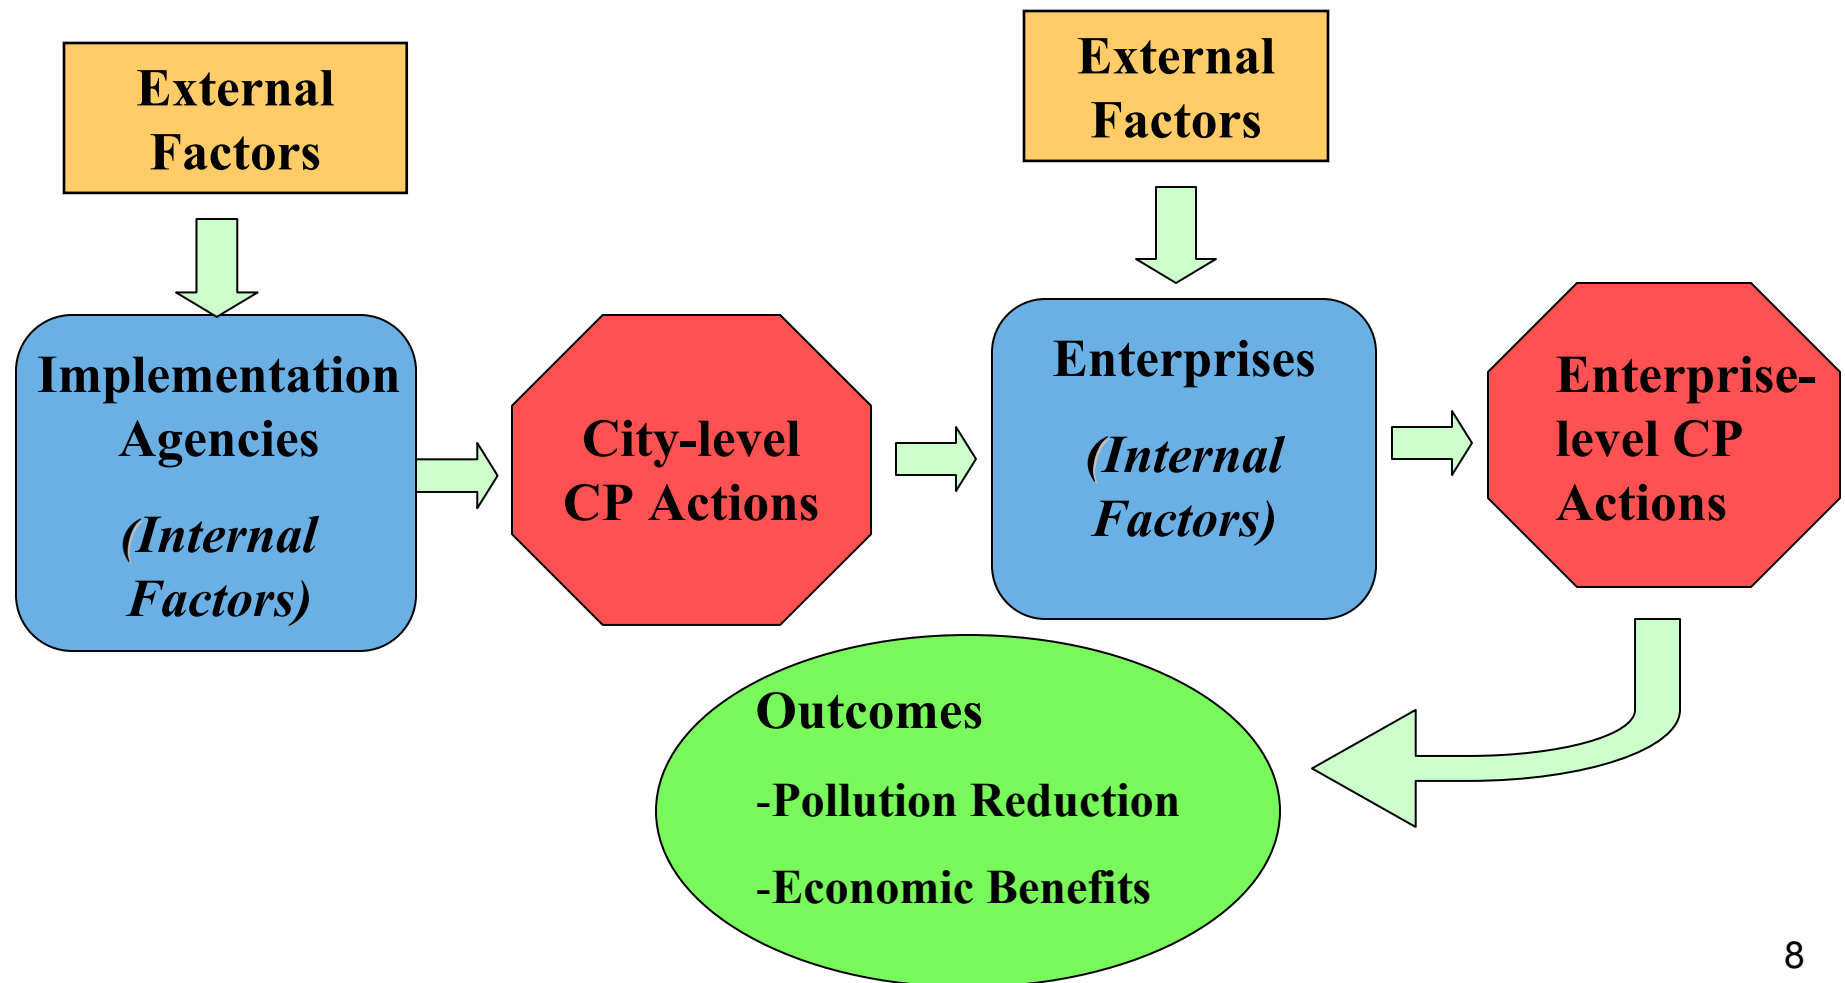 External
Factors
External
Factors
Implementation
Agencies
(Internal
Factors)
City-level
CP Actions
Enterprises
(Internal
Factors)
Enterprise-
level CP
Actions
Outcomes
-Pollution Reduction
-Economic Benefits
8